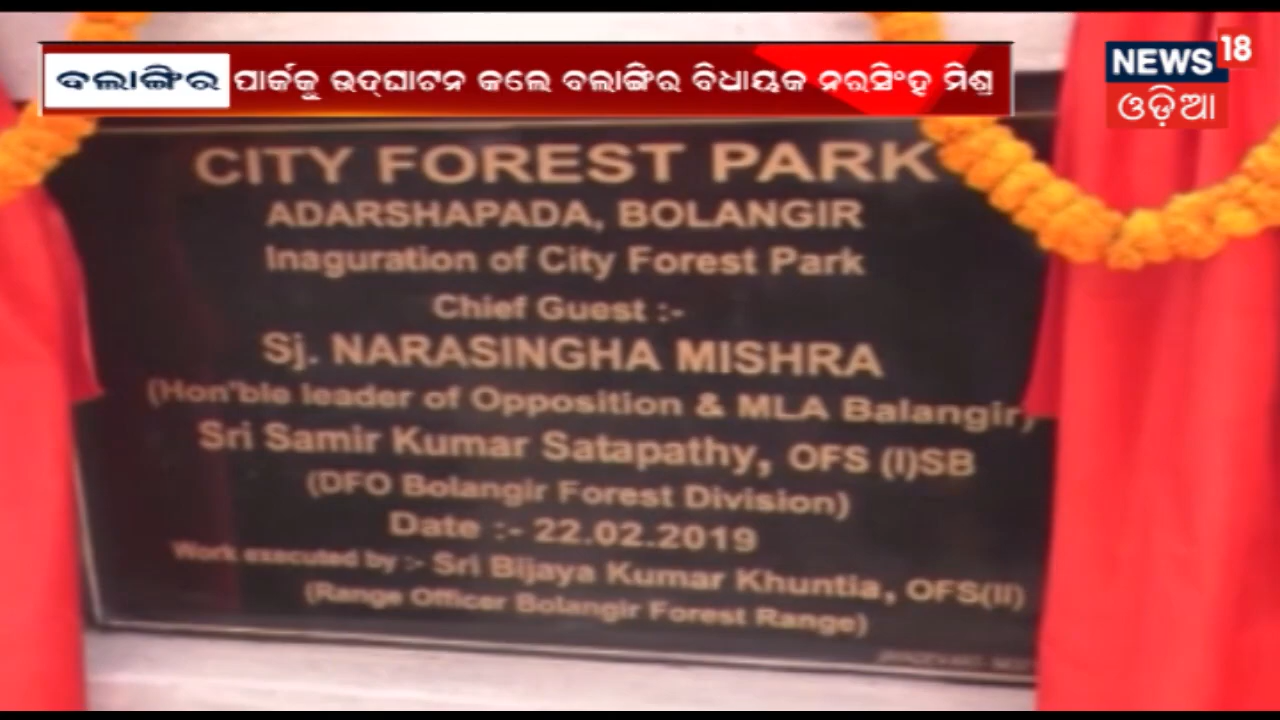 ବଲାଙ୍ଗିର ପାର୍କକୁ ଉଦ୍‌ଘାଟନ କଲେ ବଲାଙ୍ଗିର ବିଧାୟକ ନରସିଂହ ମିଶ୍ର
NEWS 18
ଓଡ଼ିଆ
CITY FOREST PARK
ADARSHAPADA, BOLANGIR
Inaguration of City Forest Park
Chief Guest :-
Sj. NARASINGHA MISHRA
(Hon'ble leader of Opposition & MLA Balangir)
Sri Samir Kumar Satapathy, OFS (I)SB
(DFO Bolangir Forest Division)
Date :- 22.02.2019
Work executed by :- Sri Bijaya Kumar Khuntia, OFS(II)
(Range Officer Bolangir Forest Range)